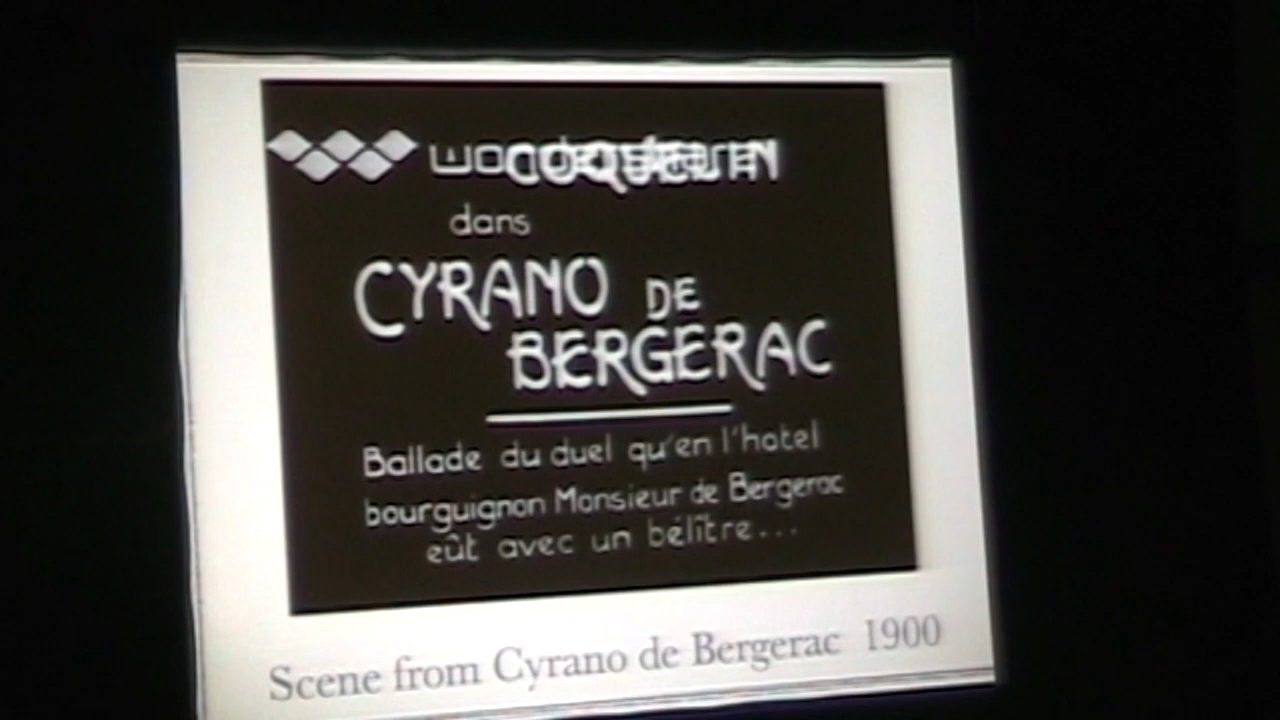 COQUELIN
dans
CYRANO DE
BERGERAC
Ballade du duel qu'en l'hotel
bourguignon Monsieur de Bergerac
eût avec un bélître...
Scene from Cyrano de Bergerac 1900